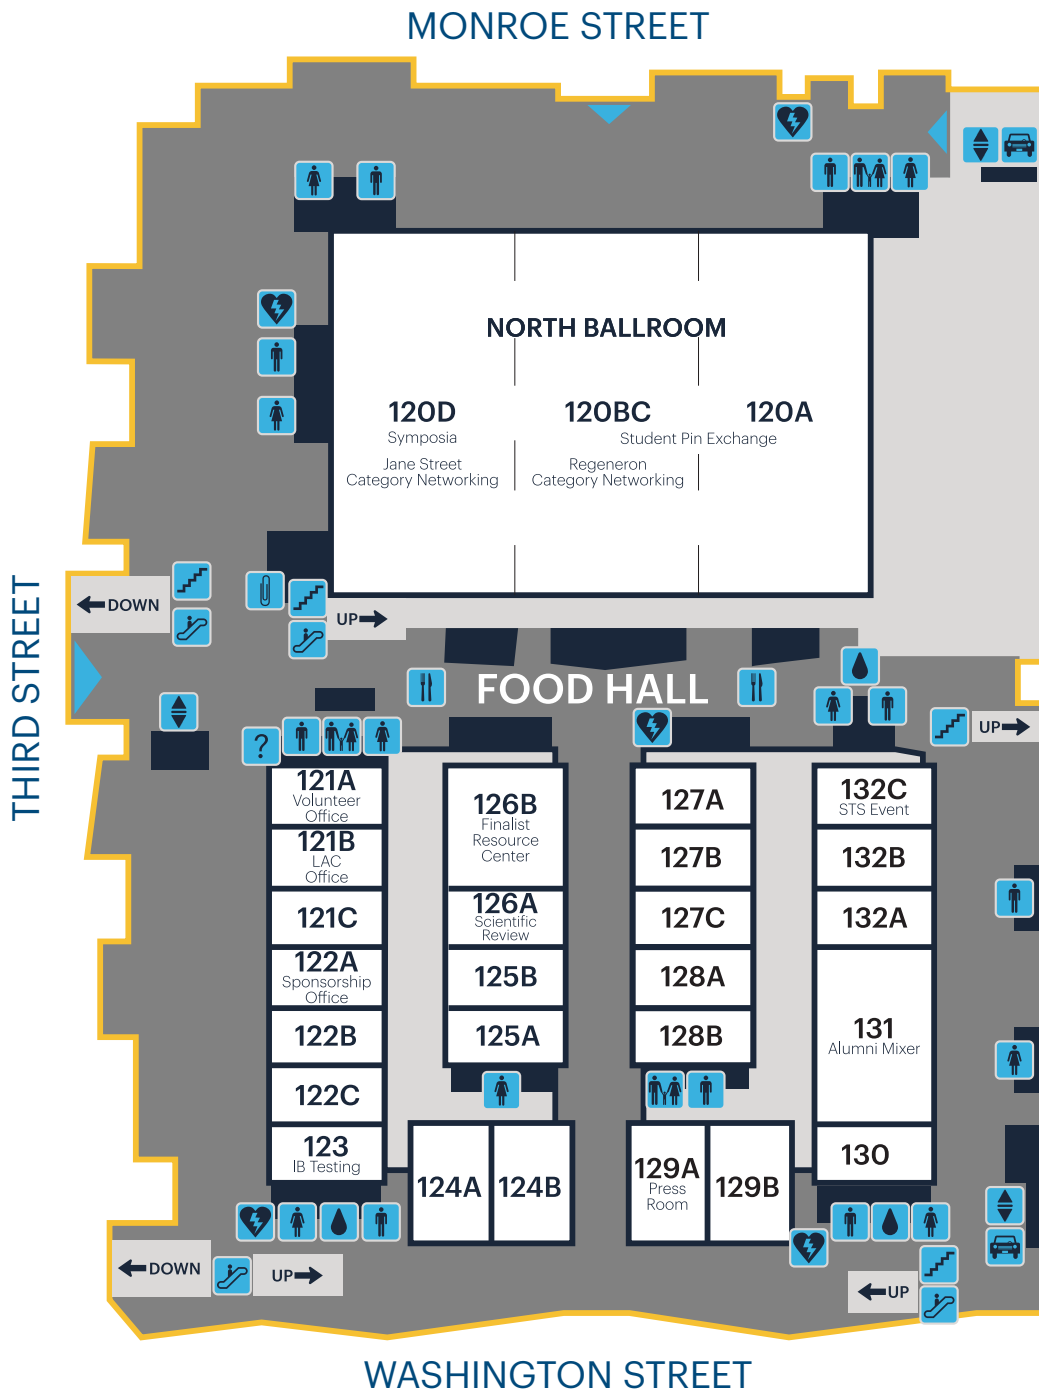 MONROE STREET
NORTH BALLROOM
120D
Symposia
Jane Street
Category Networking
120BC
120A
Student Pin Exchange
Regeneron
Category Networking
THIRD STREET
DOWN
UP
FOOD HALL
UP
?
121A
Volunteer
Office
121B
LAC
Office
121C
122A
Sponsorship
Office
122B
122C
123
IB Testing
126B
Finalist
Resource
Center
126A
Scientific
Review
125B
125A
124A
124B
127A
127B
127C
128A
128B
129A
Press
Room
129B
132C
STS Event
132B
132A
131
Alumni Mixer
130
DOWN
UP
UP
WASHINGTON STREET